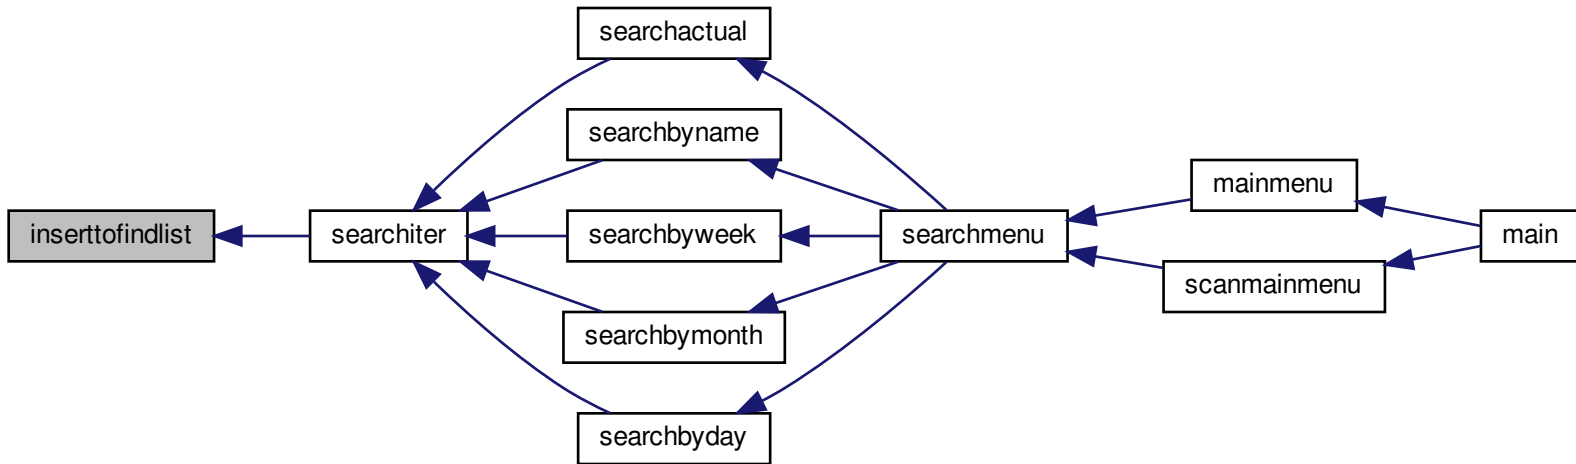 inserttofindlist
searchiter
searchactual
searchbyname
searchbyweek
searchbymonth
searchbyday
searchmenu
mainmenu
scanmainmenu
main